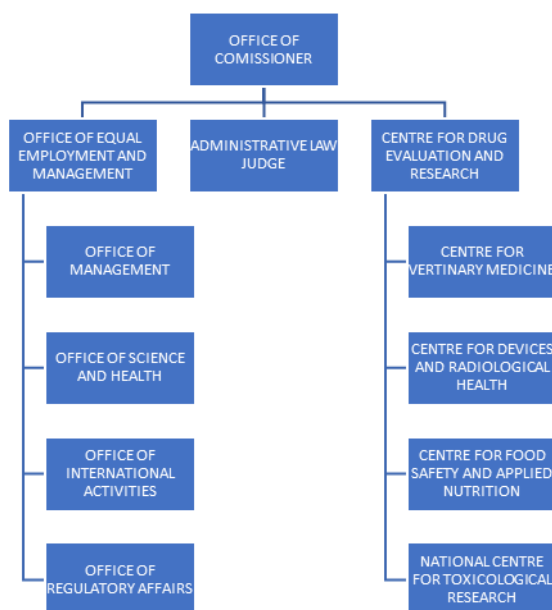 OFFICE OF
COMISSIONER
OFFICE OF EQUAL
EMPLOYMENT AND
MANAGEMENT
ADMINISTRATIVE LAW
JUDGE
CENTRE FOR DRUG
EVALUATION AND
RESEARCH
OFFICE OF
MANAGEMENT
OFFICE OF SCIENCE
AND HEALTH
OFFICE OF
INTERNATIONAL
ACTIVITIES
OFFICE OF
REGULATORY AFFAIRS
CENTRE FOR
VERTINARY MEDICINE
CENTRE FOR DEVICES
AND RADIOLOGICAL
HEALTH
CENTRE FOR FOOD
SAFETY AND APPLIED
NUTRITION
NATIONAL CENTRE
FOR TOXICOLOGICAL
RESEARCH